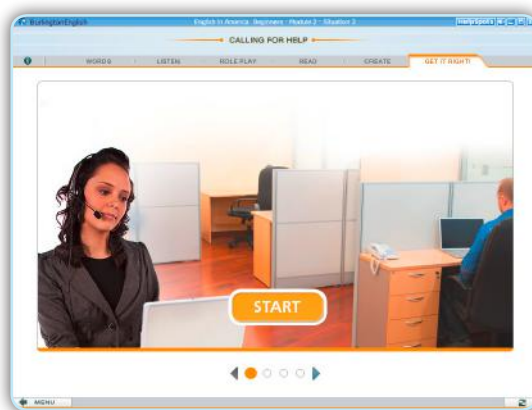 BurlingtonEnglish English in America Beginners - Module 2 - Situation 3 HelpSpots
CALLING FOR HELP
WORDS LISTEN ROLE PLAY READ CREATE GET IT RIGHT!
START
MENU